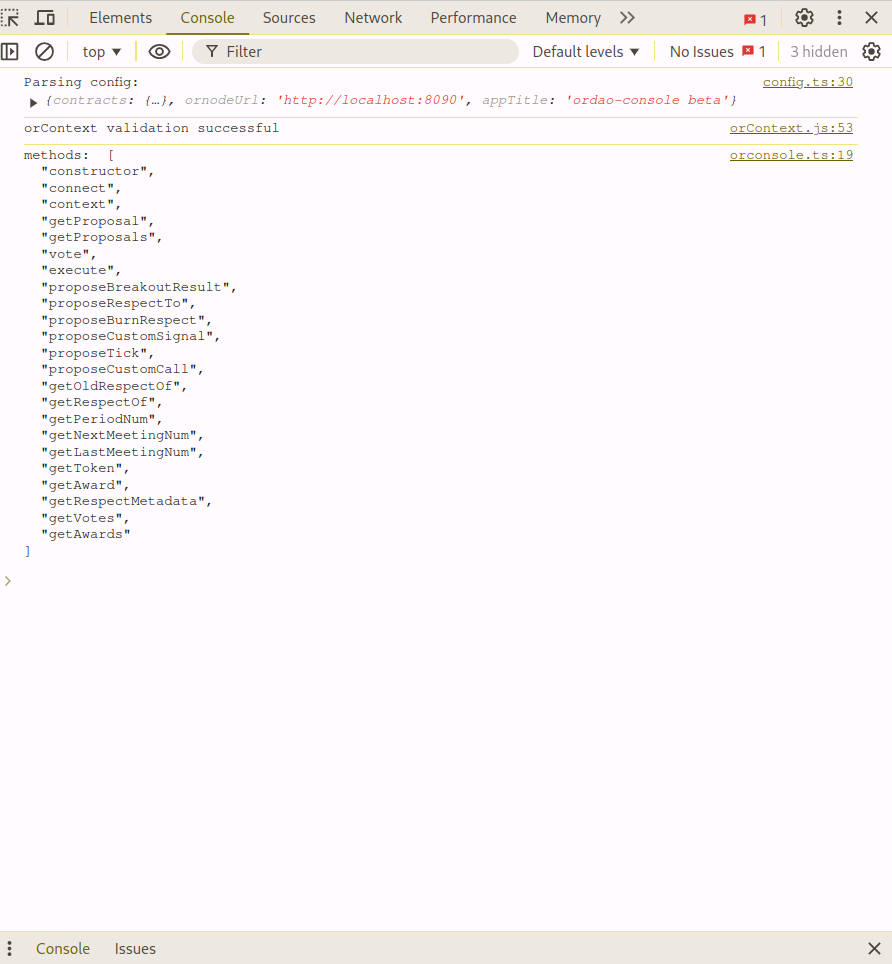 Elements Console Sources Network Performance Memory 1
top Filter Default levels No Issues 1 3 hidden
Parsing config: config.ts:30
{contracts: {…}, ornodeUrl: 'http://localhost:8090', appTitle: 'ordao-console beta'}
orContext validation successful orContext.js:53
methods: [ orconsole.ts:19
"constructor",
"connect",
"context",
"getProposal",
"getProposals",
"vote",
"execute",
"proposeBreakoutResult",
"proposeRespectTo",
"proposeBurnRespect",
"proposeCustomSignal",
"proposeTick",
"proposeCustomCall",
"getOldRespectOf",
"getRespectOf",
"getPeriodNum",
"getNextMeetingNum",
"getLastMeetingNum",
"getToken",
"getAward",
"getRespectMetadata",
"getVotes",
"getAwards"
]
Console Issues